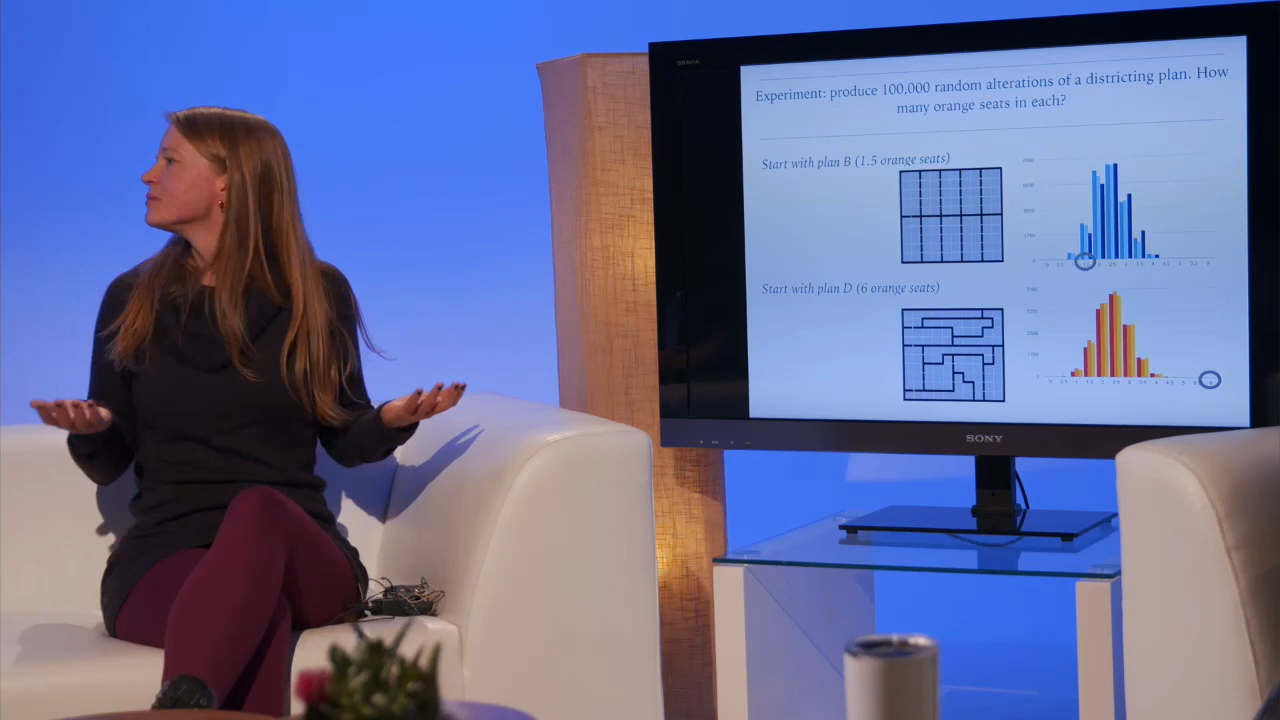 BRAVIA
Experiment: produce 100,000 random alterations of a districting plan. How
many orange seats in each?
Start with plan B (1.5 orange seats)
Start with plan D (6 orange seats)
SONY